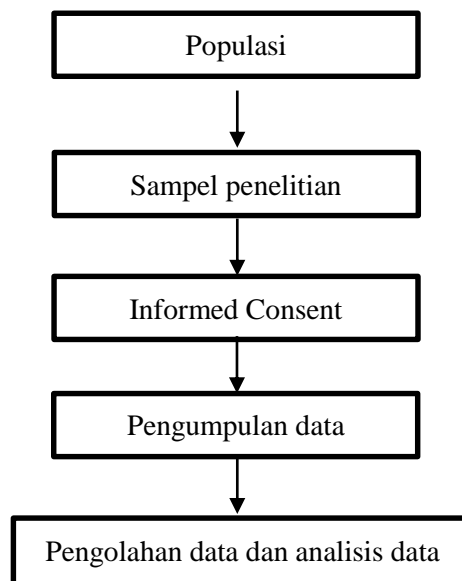 Populasi
Sampel penelitian
Informed Consent
Pengumpulan data
Pengolahan data dan analisis data